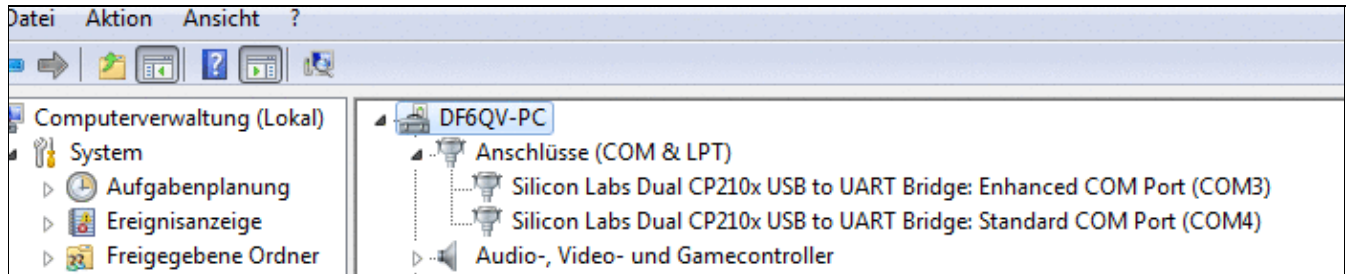 Datei Aktion Ansicht ?
Computerverwaltung (Lokal)
System
Aufgabenplanung
Ereignisanzeige
Freigegebene Ordner
DF6QV-PC
Anschlüsse (COM & LPT)
Silicon Labs Dual CP210x USB to UART Bridge: Enhanced COM Port (COM3)
Silicon Labs Dual CP210x USB to UART Bridge: Standard COM Port (COM4)
Audio-, Video- und Gamecontroller